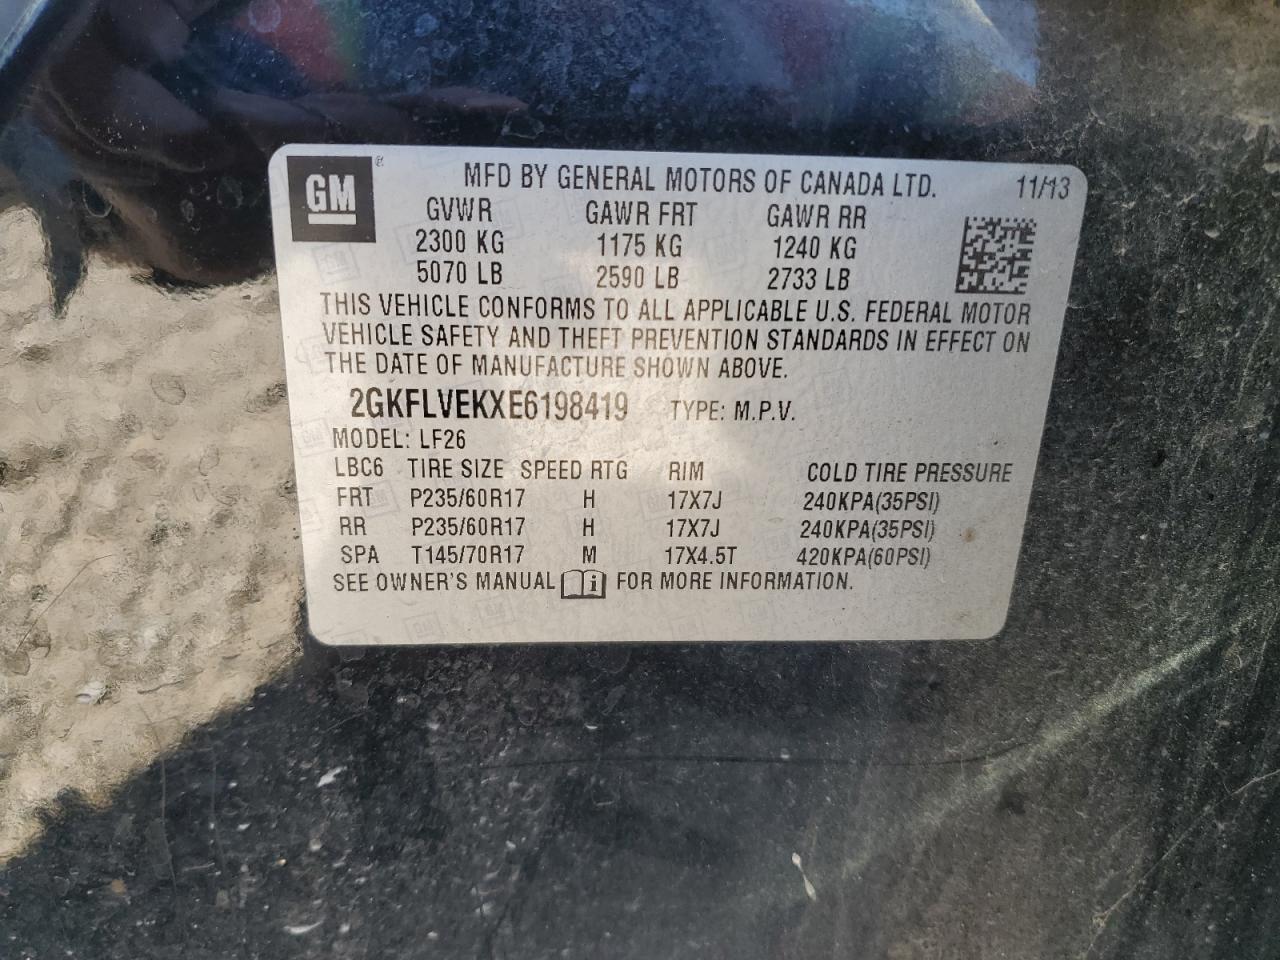 GM ® MFD BY GENERAL MOTORS OF CANADA LTD. 11/13
GVWR GAWR FRT GAWR RR
2300 KG 1175 KG 1240 KG
5070 LB 2590 LB 2733 LB
THIS VEHICLE CONFORMS TO ALL APPLICABLE U.S. FEDERAL MOTOR
VEHICLE SAFETY AND THEFT PREVENTION STANDARDS IN EFFECT ON
THE DATE OF MANUFACTURE SHOWN ABOVE.
2GKFLVEKXE6198419 TYPE: M.P.V.
MODEL: LF26
LBC6 TIRE SIZE SPEED RTG RIM COLD TIRE PRESSURE
FRT P235/60R17 H 17X7J 240KPA(35PSI)
RR P235/60R17 H 17X7J 240KPA(35PSI)
SPA T145/70R17 M 17X4.5T 420KPA(60PSI)
SEE OWNER'S MANUAL i FOR MORE INFORMATION.